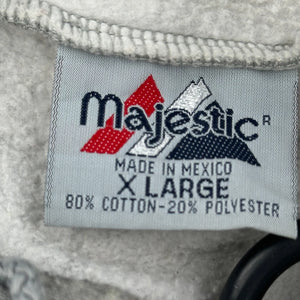 Majestic R
MADE IN MEXICO
X LARGE
80% COTTON-20% POLYESTER